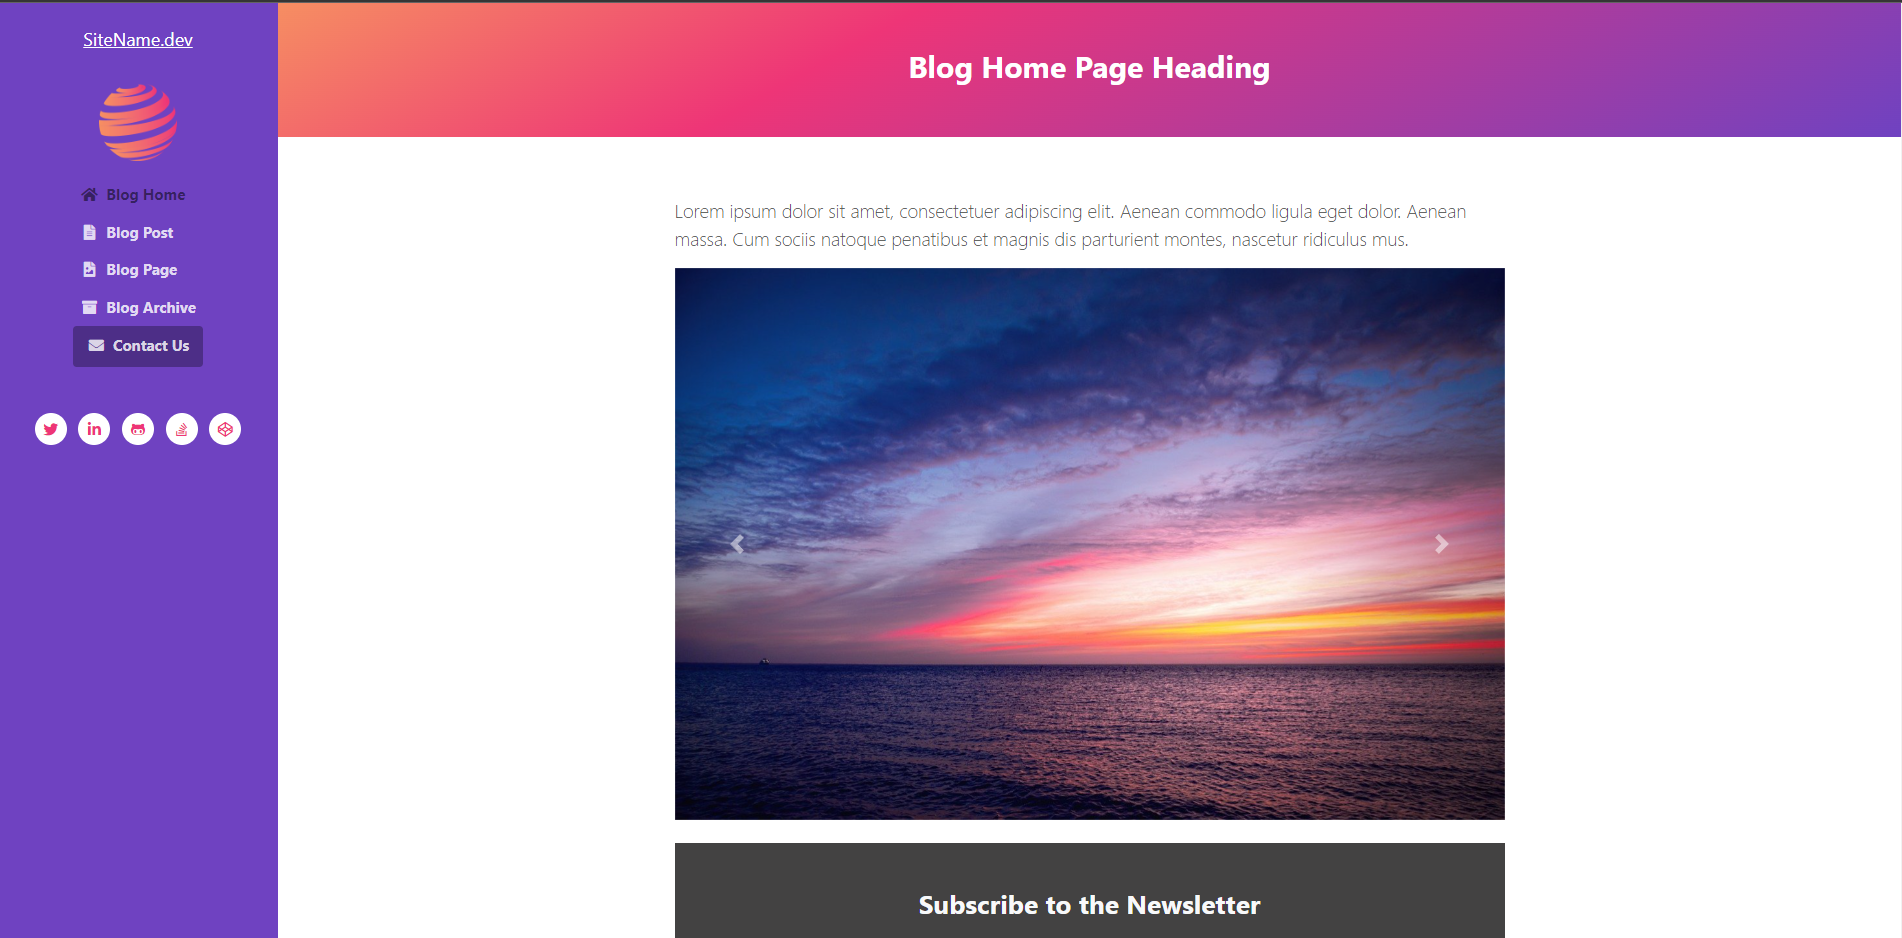 SiteName.dev
Blog Home
Blog Post
Blog Page
Blog Archive
Contact Us
Blog Home Page Heading
Lorem ipsum dolor sit amet, consectetuer adipiscing elit. Aenean commodo ligula eget dolor. Aenean
massa. Cum sociis natoque penatibus et magnis dis parturient montes, nascetur ridiculus mus.
Subscribe to the Newsletter